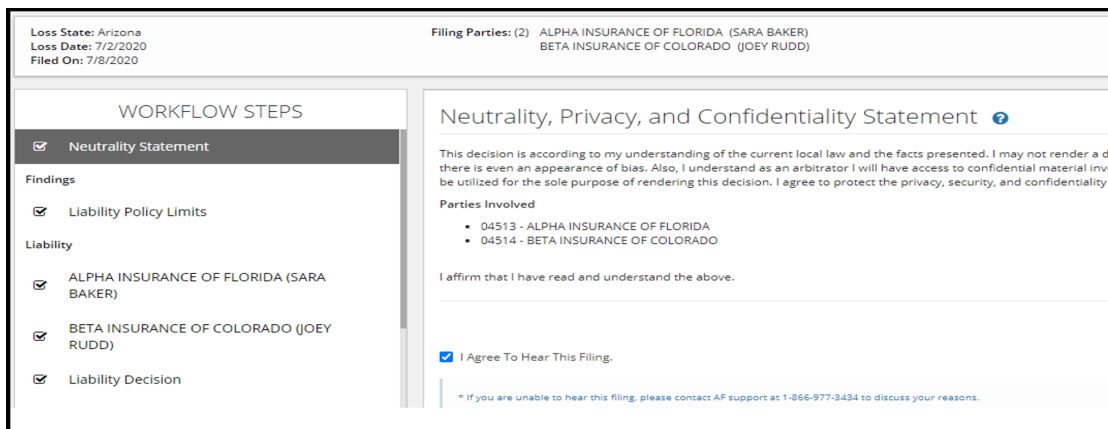 Loss State: Arizona
Loss Date: 7/2/2020
Filed On: 7/8/2020
Filing Parties: (2) ALPHA INSURANCE OF FLORIDA (SARA BAKER)
BETA INSURANCE OF COLORADO (JOEY RUDD)
WORKFLOW STEPS
Neutrality Statement
Findings
Liability Policy Limits
Liability
ALPHA INSURANCE OF FLORIDA (SARA
BAKER)
BETA INSURANCE OF COLORADO (JOEY
RUDD)
Liability Decision
Neutrality, Privacy, and Confidentiality Statement ?
This decision is according to my understanding of the current local law and the facts presented. I may not render a
there is even an appearance of bias. Also, I understand as an arbitrator I will have access to confidential material
be utilized for the sole purpose of rendering this decision. I agree to protect the privacy, security, and confidentiality
Parties Involved
• 04513 - ALPHA INSURANCE OF FLORIDA
• 04514 - BETA INSURANCE OF COLORADO
I affirm that I have read and understand the above.
I Agree To Hear This Filing.
* If you are unable to hear this filing, please contact AF support at 1-866-977-3434 to discuss your reasons.